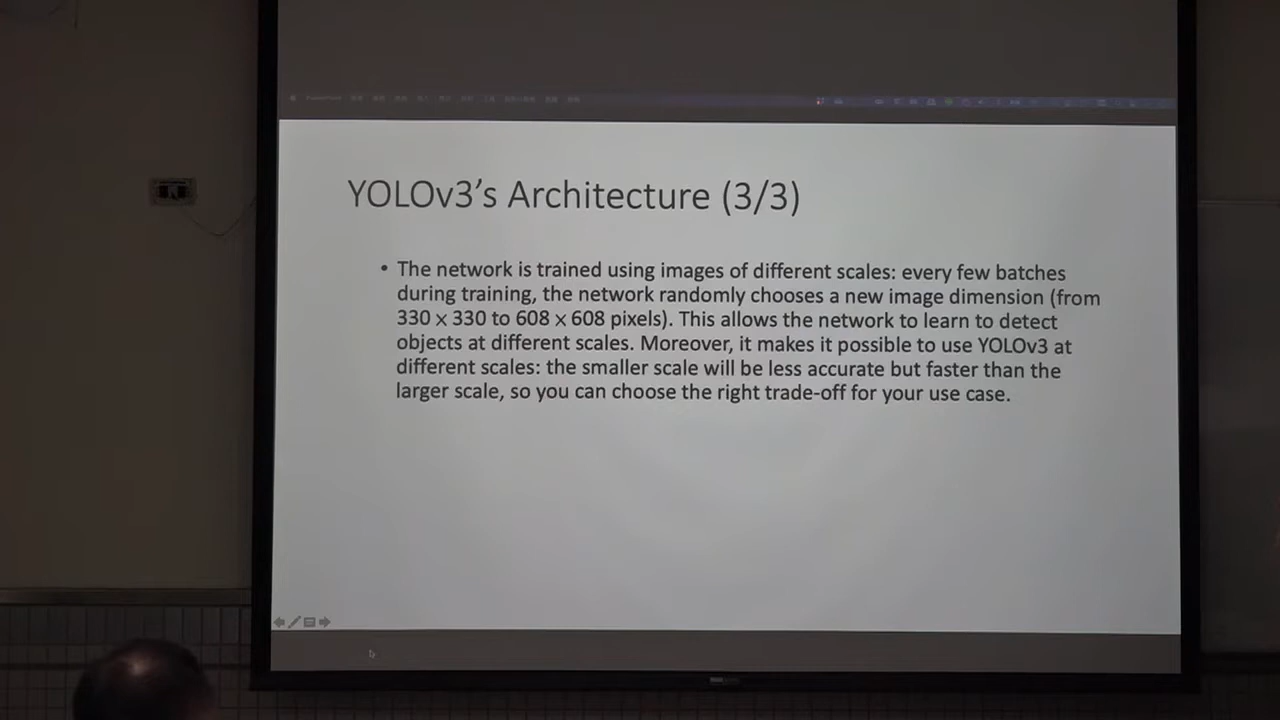 YOLOv3's Architecture (3/3)
• The network is trained using images of different scales: every few batches
during training, the network randomly chooses a new image dimension (from
330 x 330 to 608 x 608 pixels). This allows the network to learn to detect
objects at different scales. Moreover, it makes it possible to use YOLOv3 at
different scales: the smaller scale will be less accurate but faster than the
larger scale, so you can choose the right trade-off for your use case.